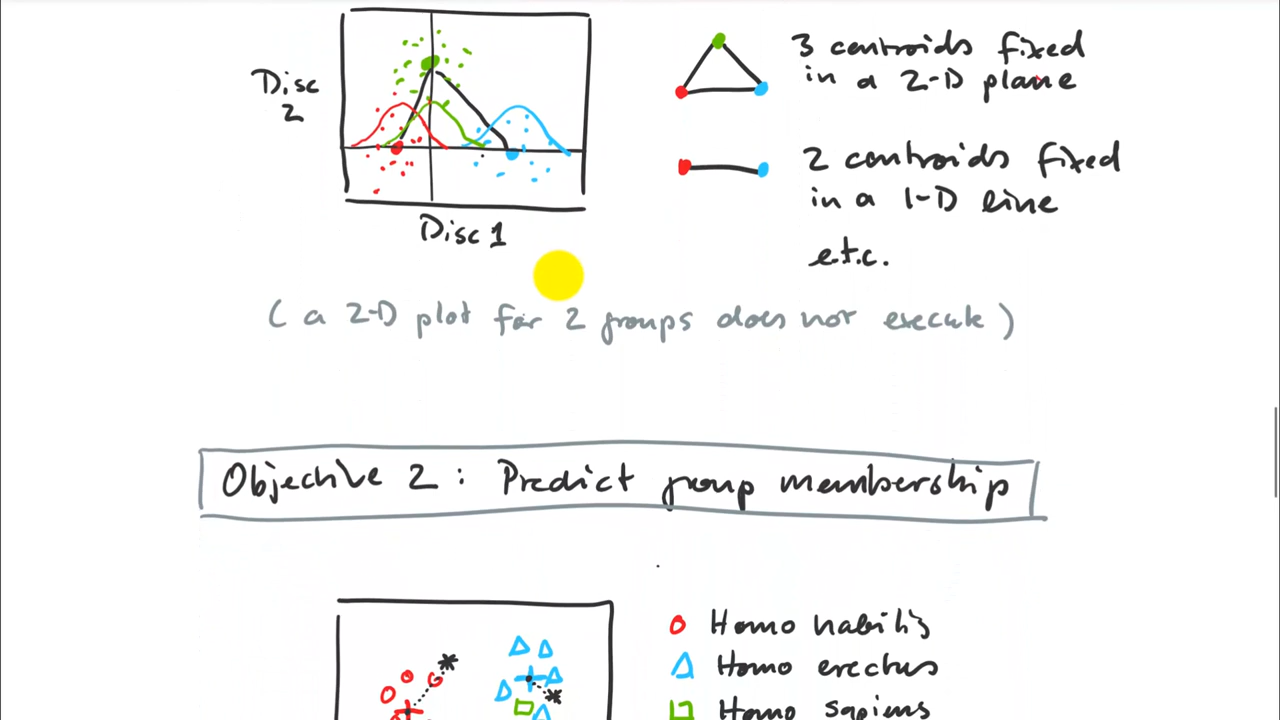 Disc
2
Disc 1
3 centroids fixed
in a 2-D plane
2 centroids fixed
in a 1-D line
etc.
( a 2-D plot for 2 groups does not execute )
Objective 2 : Predict group membership
Homo habilis
Homo erectus
Homo sapiens